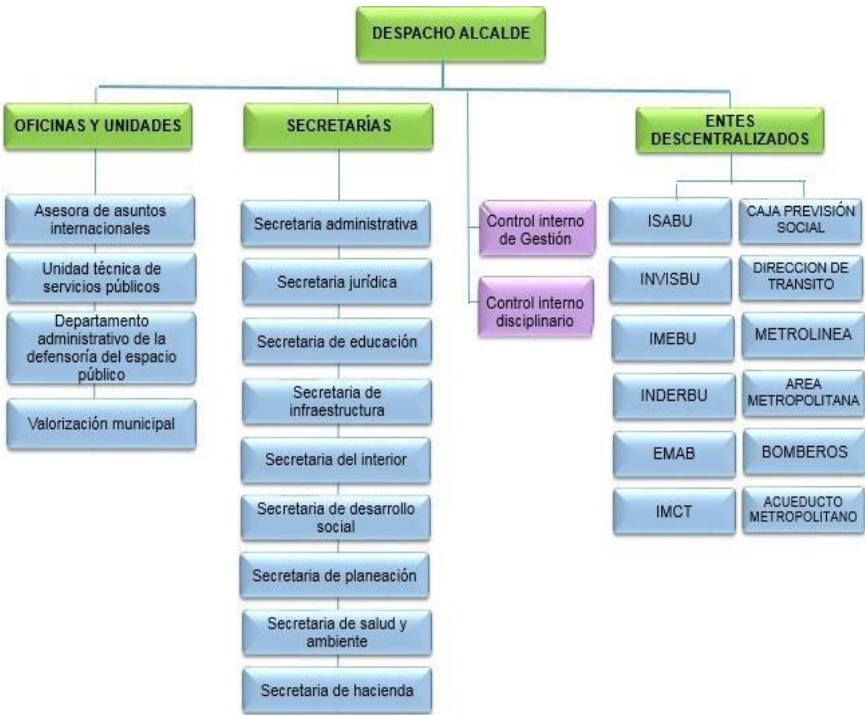 DESPACHO ALCALDE
OFICINAS Y UNIDADES
Asesora de asuntos
internacionales
Unidad técnica de
servicios públicos
Departamento
administrativo de la
defensoría del espacio
público
Valorización municipal
SECRETARÍAS
Secretaria administrativa
Secretaria jurídica
Secretaria de educación
Secretaria de
infraestructura
Secretaria del interior
Secretaria de desarrollo
social
Secretaria de planeación
Secretaria de salud y
ambiente
Secretaria de hacienda
Control interno
de Gestión
Control interno
disciplinario
ENTES
DESCENTRALIZADOS
ISABU
INVISBU
IMEBU
INDERBU
EMAB
IMCT
CAJA PREVISIÓN
SOCIAL
DIRECCION DE
TRANSITO
METROLINEA
AREA
METROPOLITANA
BOMBEROS
ACUEDUCTO
METROPOLITANO